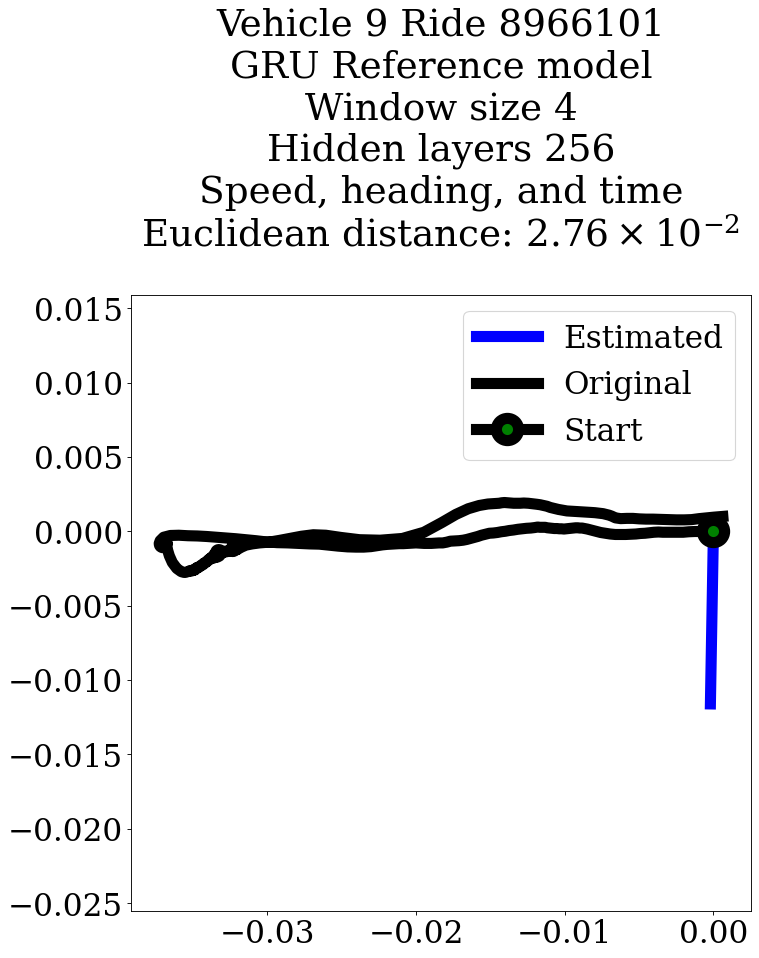 Vehicle 9 Ride 8966101
GRU Reference model
Window size 4
Hidden layers 256
Speed, heading, and time
Euclidean distance: 2.76 × 10⁻²
0.015
0.010
0.005
0.000
−0.005
−0.010
−0.015
−0.020
−0.025
Estimated
Original
Start
−0.03 −0.02 −0.01 0.00